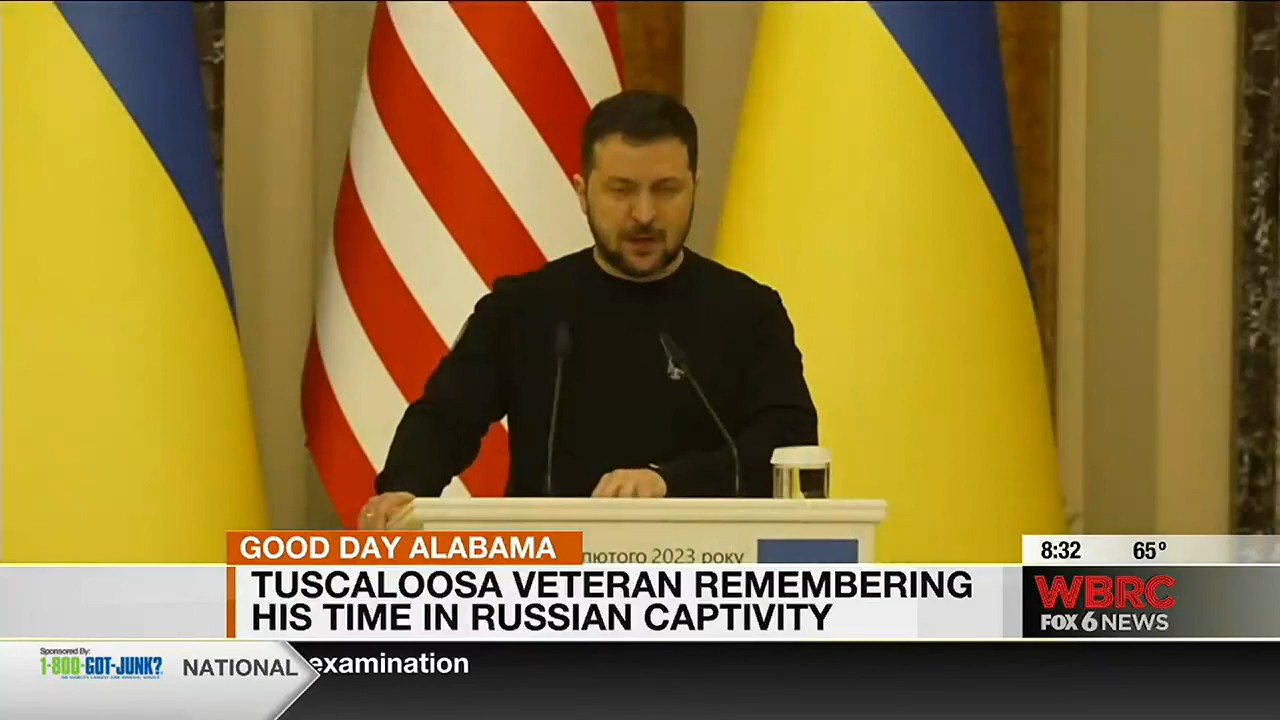 лютого 2023 року
GOOD DAY ALABAMA
TUSCALOOSA VETERAN REMEMBERING
HIS TIME IN RUSSIAN CAPTIVITY
8:32 65º
WBRC
FOX 6 NEWS
Sponsored By:
1-800-GOT-JUNK?
NATIONAL
examination